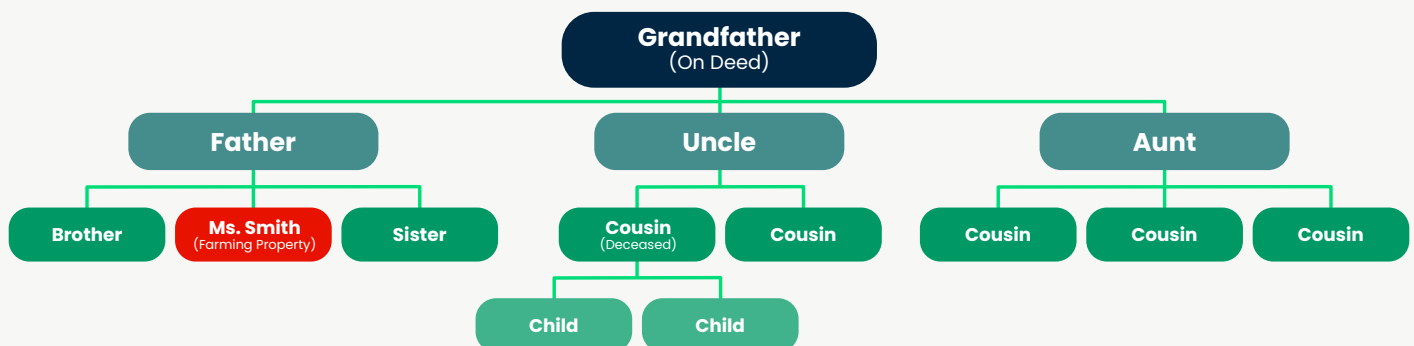 Grandfather
(On Deed)
Father
Uncle
Aunt
Brother
Ms. Smith
(Farming Property)
Sister
Cousin
(Deceased)
Cousin
Cousin
Cousin
Cousin
Child
Child